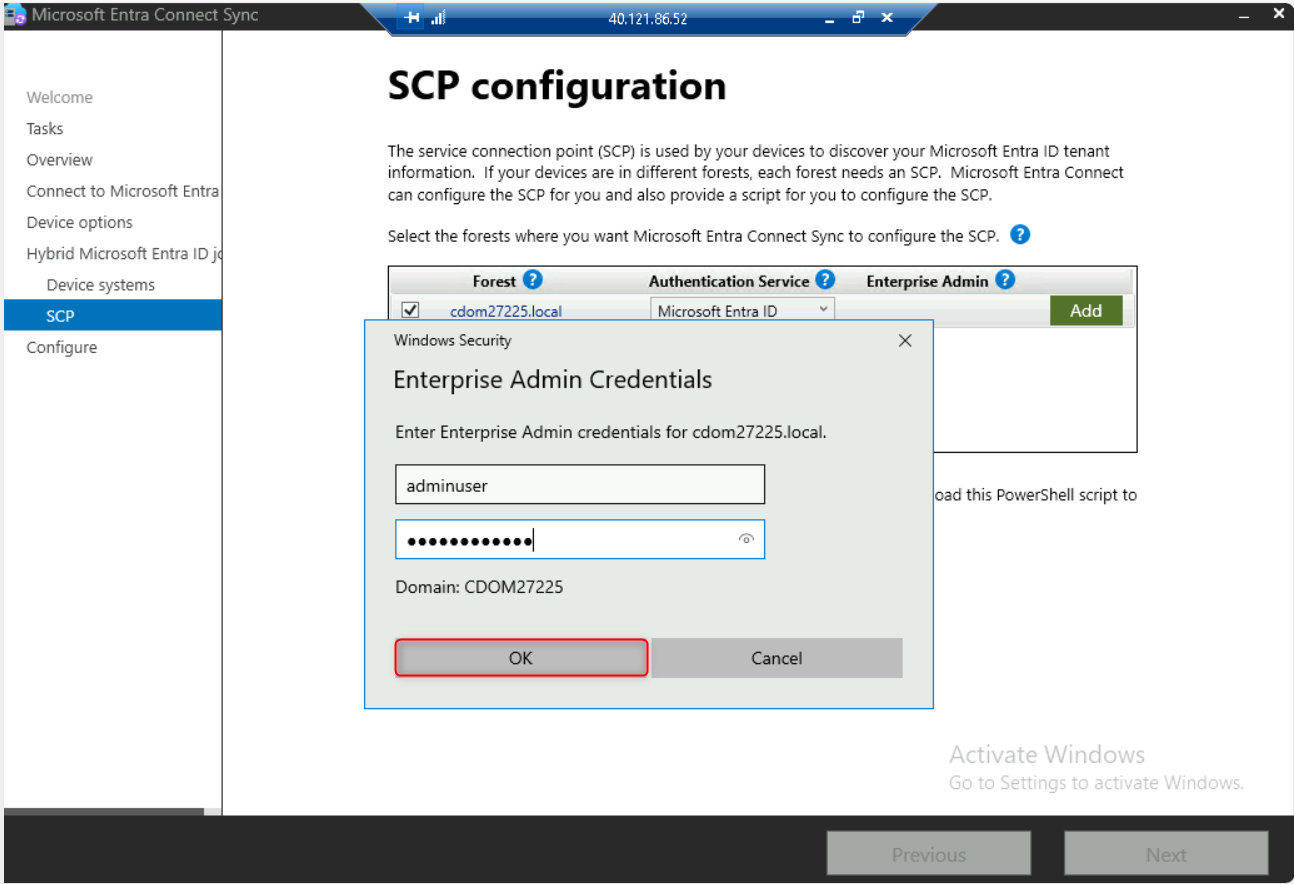 Microsoft Entra Connect Sync
40.121.86.52
Welcome
Tasks
Overview
Connect to Microsoft Entra
Device options
Hybrid Microsoft Entra ID jo
Device systems
SCP
Configure
SCP configuration
The service connection point (SCP) is used by your devices to discover your Microsoft Entra ID tenant
information. If your devices are in different forests, each forest needs an SCP. Microsoft Entra Connect
can configure the SCP for you and also provide a script for you to configure the SCP.
Select the forests where you want Microsoft Entra Connect Sync to configure the SCP. ?
Forest ? Authentication Service ? Enterprise Admin ?
cdom27225.local Microsoft Entra ID Add
Windows Security
Enterprise Admin Credentials
Enter Enterprise Admin credentials for cdom27225.local.
adminuser
●●●●●●●●●●●●
Domain: CDOM27225
OK Cancel
oad this PowerShell script to
Activate Windows
Go to Settings to activate Windows.
Previous Next